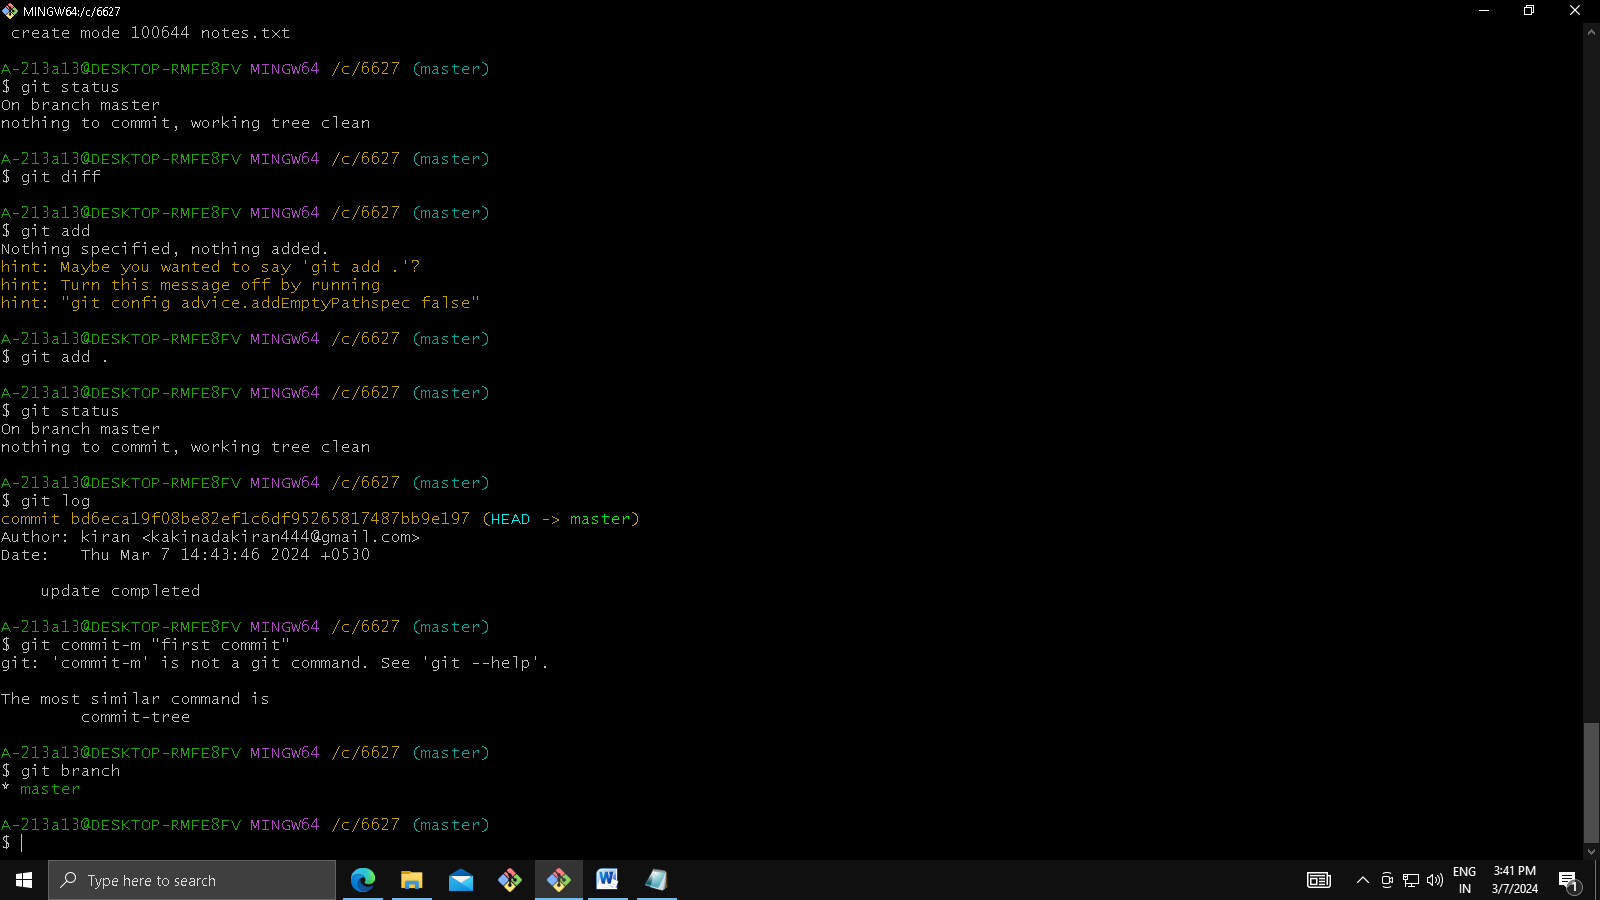 MINGW64:/c/6627
create mode 100644 notes.txt
A-213a13@DESKTOP-RMFE8FV MINGW64 /c/6627 (master)
$ git status
On branch master
nothing to commit, working tree clean
A-213a13@DESKTOP-RMFE8FV MINGW64 /c/6627 (master)
$ git diff
A-213a13@DESKTOP-RMFE8FV MINGW64 /c/6627 (master)
$ git add
Nothing specified, nothing added.
hint: Maybe you wanted to say 'git add .'?
hint: Turn this message off by running
hint: "git config advice.addEmptyPathspec false"
A-213a13@DESKTOP-RMFE8FV MINGW64 /c/6627 (master)
$ git add .
A-213a13@DESKTOP-RMFE8FV MINGW64 /c/6627 (master)
$ git status
On branch master
nothing to commit, working tree clean
A-213a13@DESKTOP-RMFE8FV MINGW64 /c/6627 (master)
$ git log
commit bd6eca19f08be82ef1c6df95265817487bb9e197 (HEAD -> master)
Author: kiran <kakinadakiran444@gmail.com>
Date:   Thu Mar 7 14:43:46 2024 +0530
update completed
A-213a13@DESKTOP-RMFE8FV MINGW64 /c/6627 (master)
$ git commit-m "first commit"
git: 'commit-m' is not a git command. See 'git --help'.
The most similar command is
commit-tree
A-213a13@DESKTOP-RMFE8FV MINGW64 /c/6627 (master)
$ git branch
* master
A-213a13@DESKTOP-RMFE8FV MINGW64 /c/6627 (master)
$
Type here to search
ENG
IN
3:41 PM
3/7/2024
1